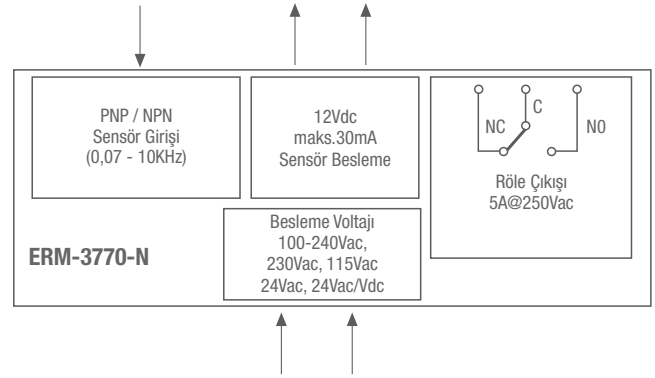 PNP / NPN
Sensör Girişi
(0,07 - 10KHz)
12Vdc
maks.30mA
Sensör Besleme
C
NC
N0
Röle Çıkışı
5A@250Vac
Besleme Voltajı
100-240Vac,
230Vac, 115Vac
24Vac, 24Vac/Vdc
ERM-3770-N